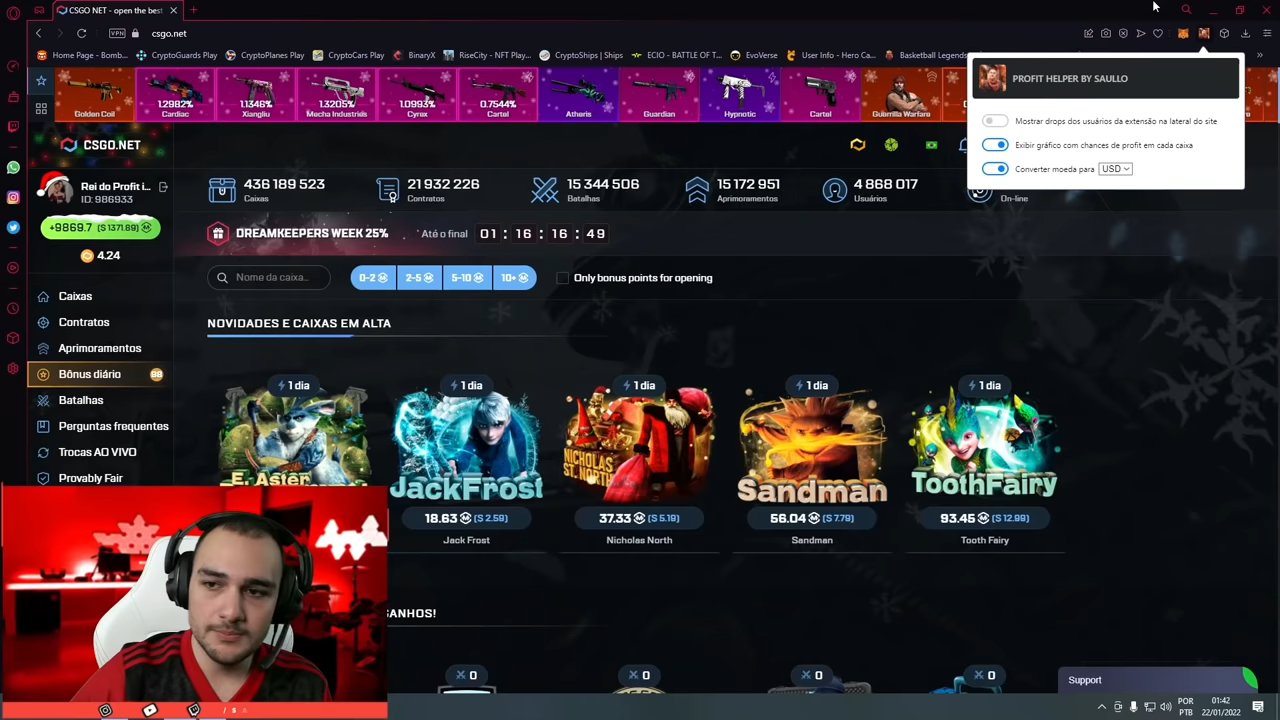 CSGO NET - open the best
VPN
csgo.net
Home Page - Bomb...
CryptoGuards Play
CryptoPlanes Play
CryptoCars Play
BinaryX
RiseCity - NFT Play...
CryptoShips | Ships
ECIO - BATTLE OF T...
EvoVerse
User Info - Hero Ca...
Basketball Legends
PROFIT HELPER BY SAULLO
Mostrar drops dos usuários da extensão na lateral do site
Exibir gráfico com chances de profit em cada caixa
Converter moeda para USD
Golden Coil
1.2982%
Cardiac
1.1346%
Xiangliu
1.3205%
Mecha Industries
1.0993%
Cyrex
0.7544%
Cartel
Atheris
Guardian
Hypnotic
Cartel
Guerrilla Warfare
CSGO.NET
Rei do Profit i...
ID: 986933
+9869.7 ($ 1371.89)
4.24
436 189 523
Caixas
21 932 226
Contratos
15 344 506
Batalhas
15 172 951
Aprimoramentos
4 868 017
Usuários
On-line
DREAMKEEPERS WEEK 25%
Até o final
01 : 16 : 16 : 49
Nome da caixa...
0-2
2-5
5-10
10+
Only bonus points for opening
Caixas
Contratos
Aprimoramentos
Bônus diário
Batalhas
Perguntas frequentes
Trocas AO VIVO
Provably Fair
NOVIDADES E CAIXAS EM ALTA
1 dia
1 dia
1 dia
1 dia
1 dia
E. Aster
JackFrost
NICHOLAS
ST. NORTH
Sandman
ToothFairy
18.63 ($ 2.59)
37.33 ($ 5.19)
56.04 ($ 7.79)
93.45 ($ 12.99)
Jack Frost
Nicholas North
Sandman
Tooth Fairy
GANHOS!
0
0
0
0
Support
/ S A
POR
PTB
01:42
22/01/2022